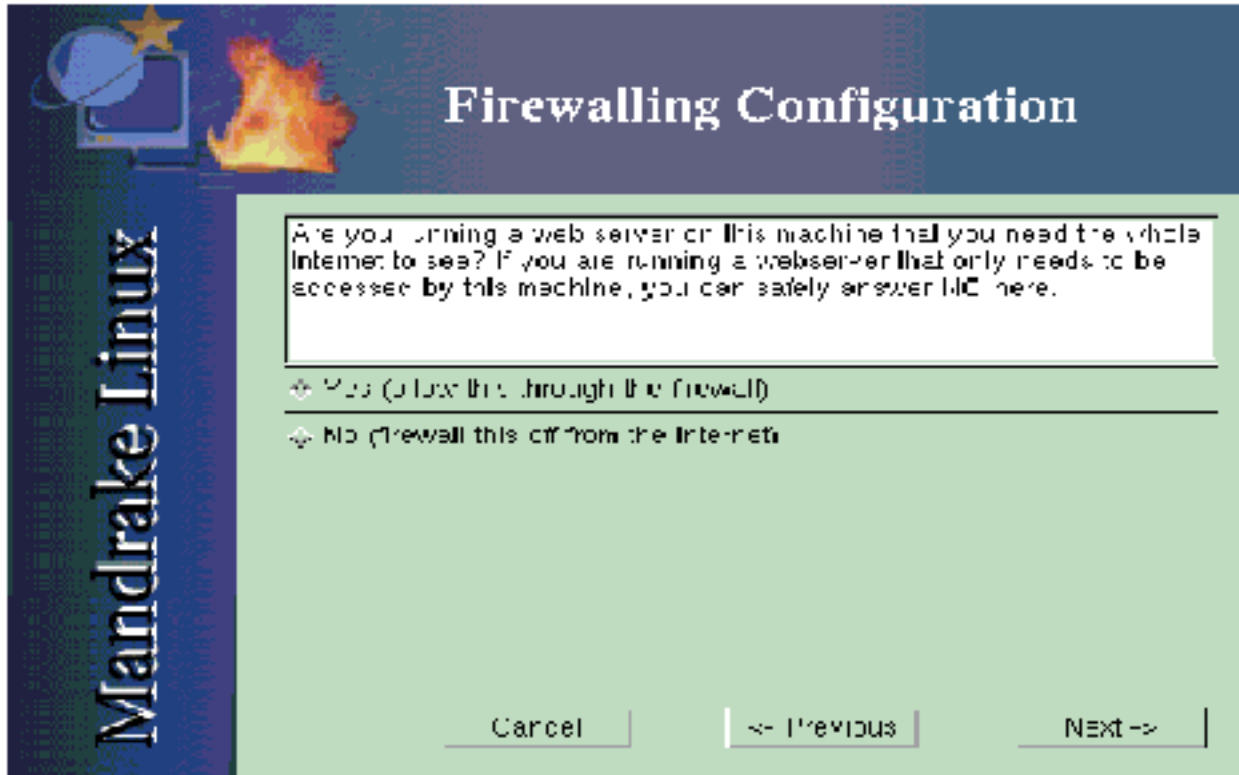 Firewalling Configuration
Mandrake Linux
Are you running a web server on this machine that you need the whole
Internet to see? If you are running a webserver that only needs to be
accessed by this machine, you can safely answer NO here.
Yes (allow this through the firewall)
No (firewall this off from the internet)
Cancel
<- Previous
Next ->